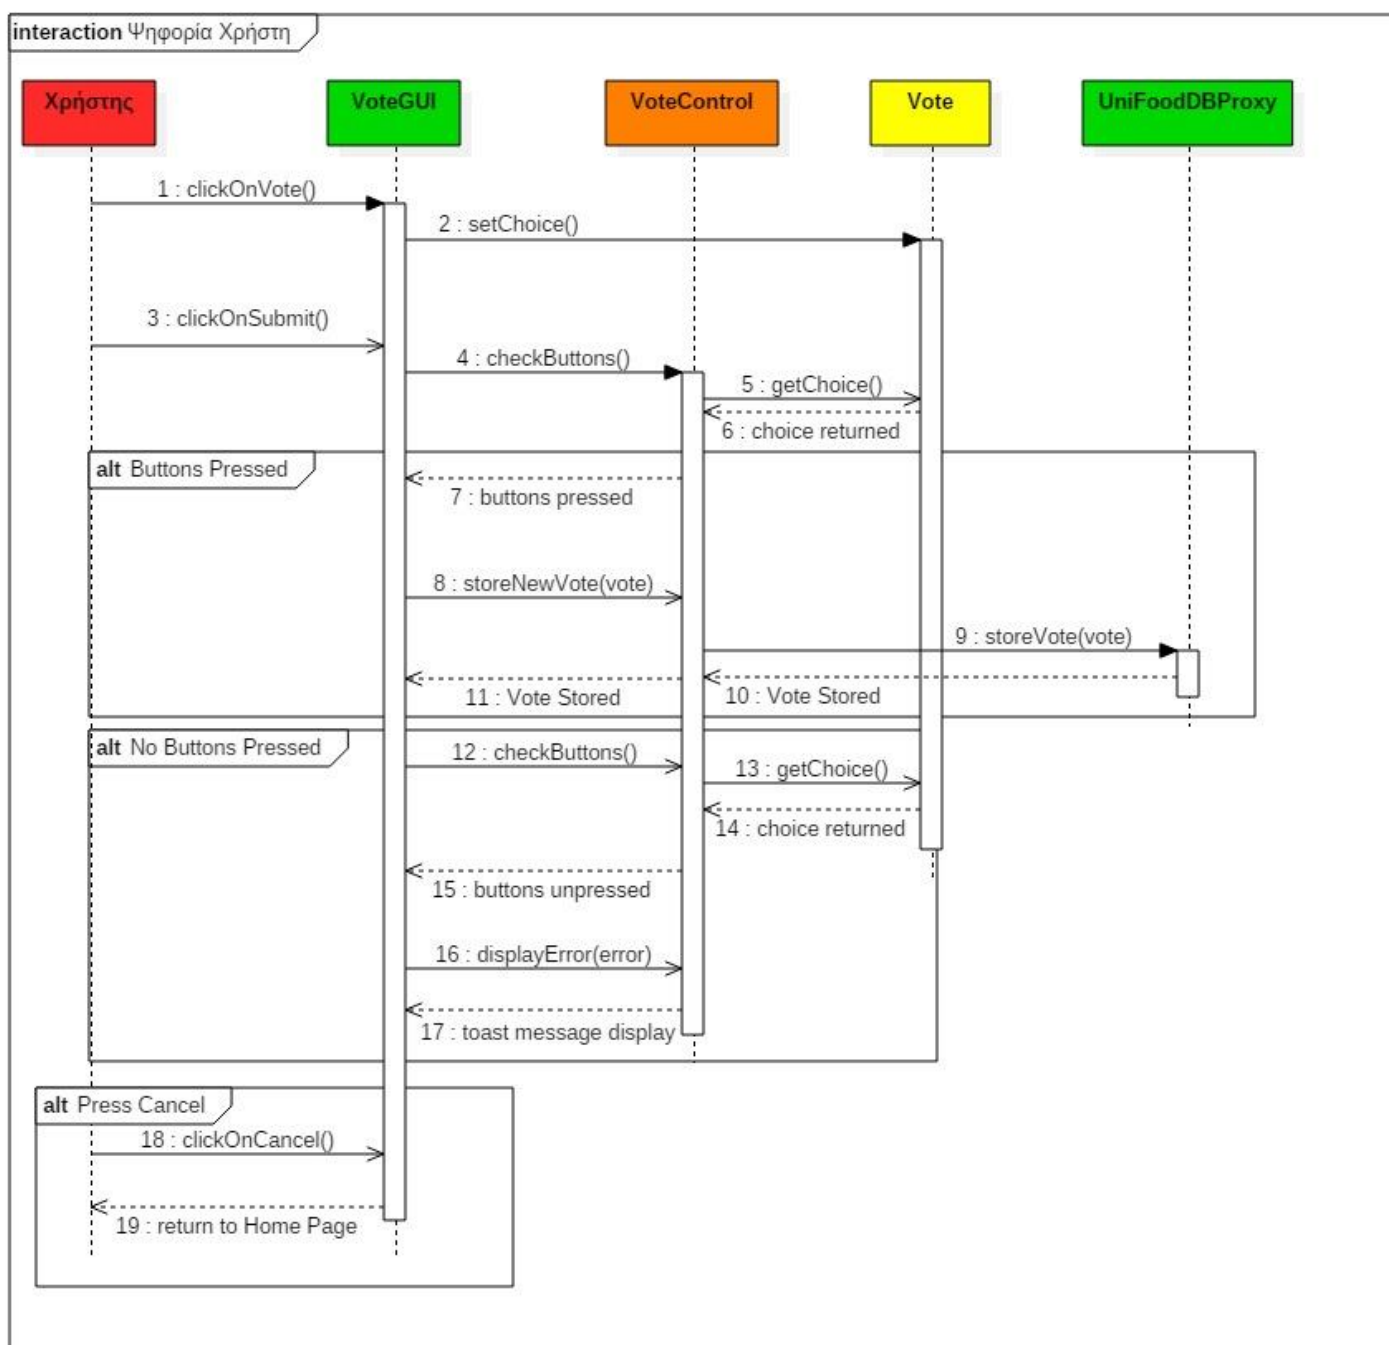 interaction Ψηφορία Χρήστη
Χρήστης
VoteGUI
VoteControl
Vote
UniFoodDBProxy
1 : clickOnVote()
2 : setChoice()
3 : clickOnSubmit()
4 : checkButtons()
5 : getChoice()
6 : choice returned
alt Buttons Pressed
7 : buttons pressed
8 : storeNewVote(vote)
9 : storeVote(vote)
10 : Vote Stored
11 : Vote Stored
alt No Buttons Pressed
12 : checkButtons()
13 : getChoice()
14 : choice returned
15 : buttons unpressed
16 : displayError(error)
17 : toast message display
alt Press Cancel
18 : clickOnCancel()
19 : return to Home Page